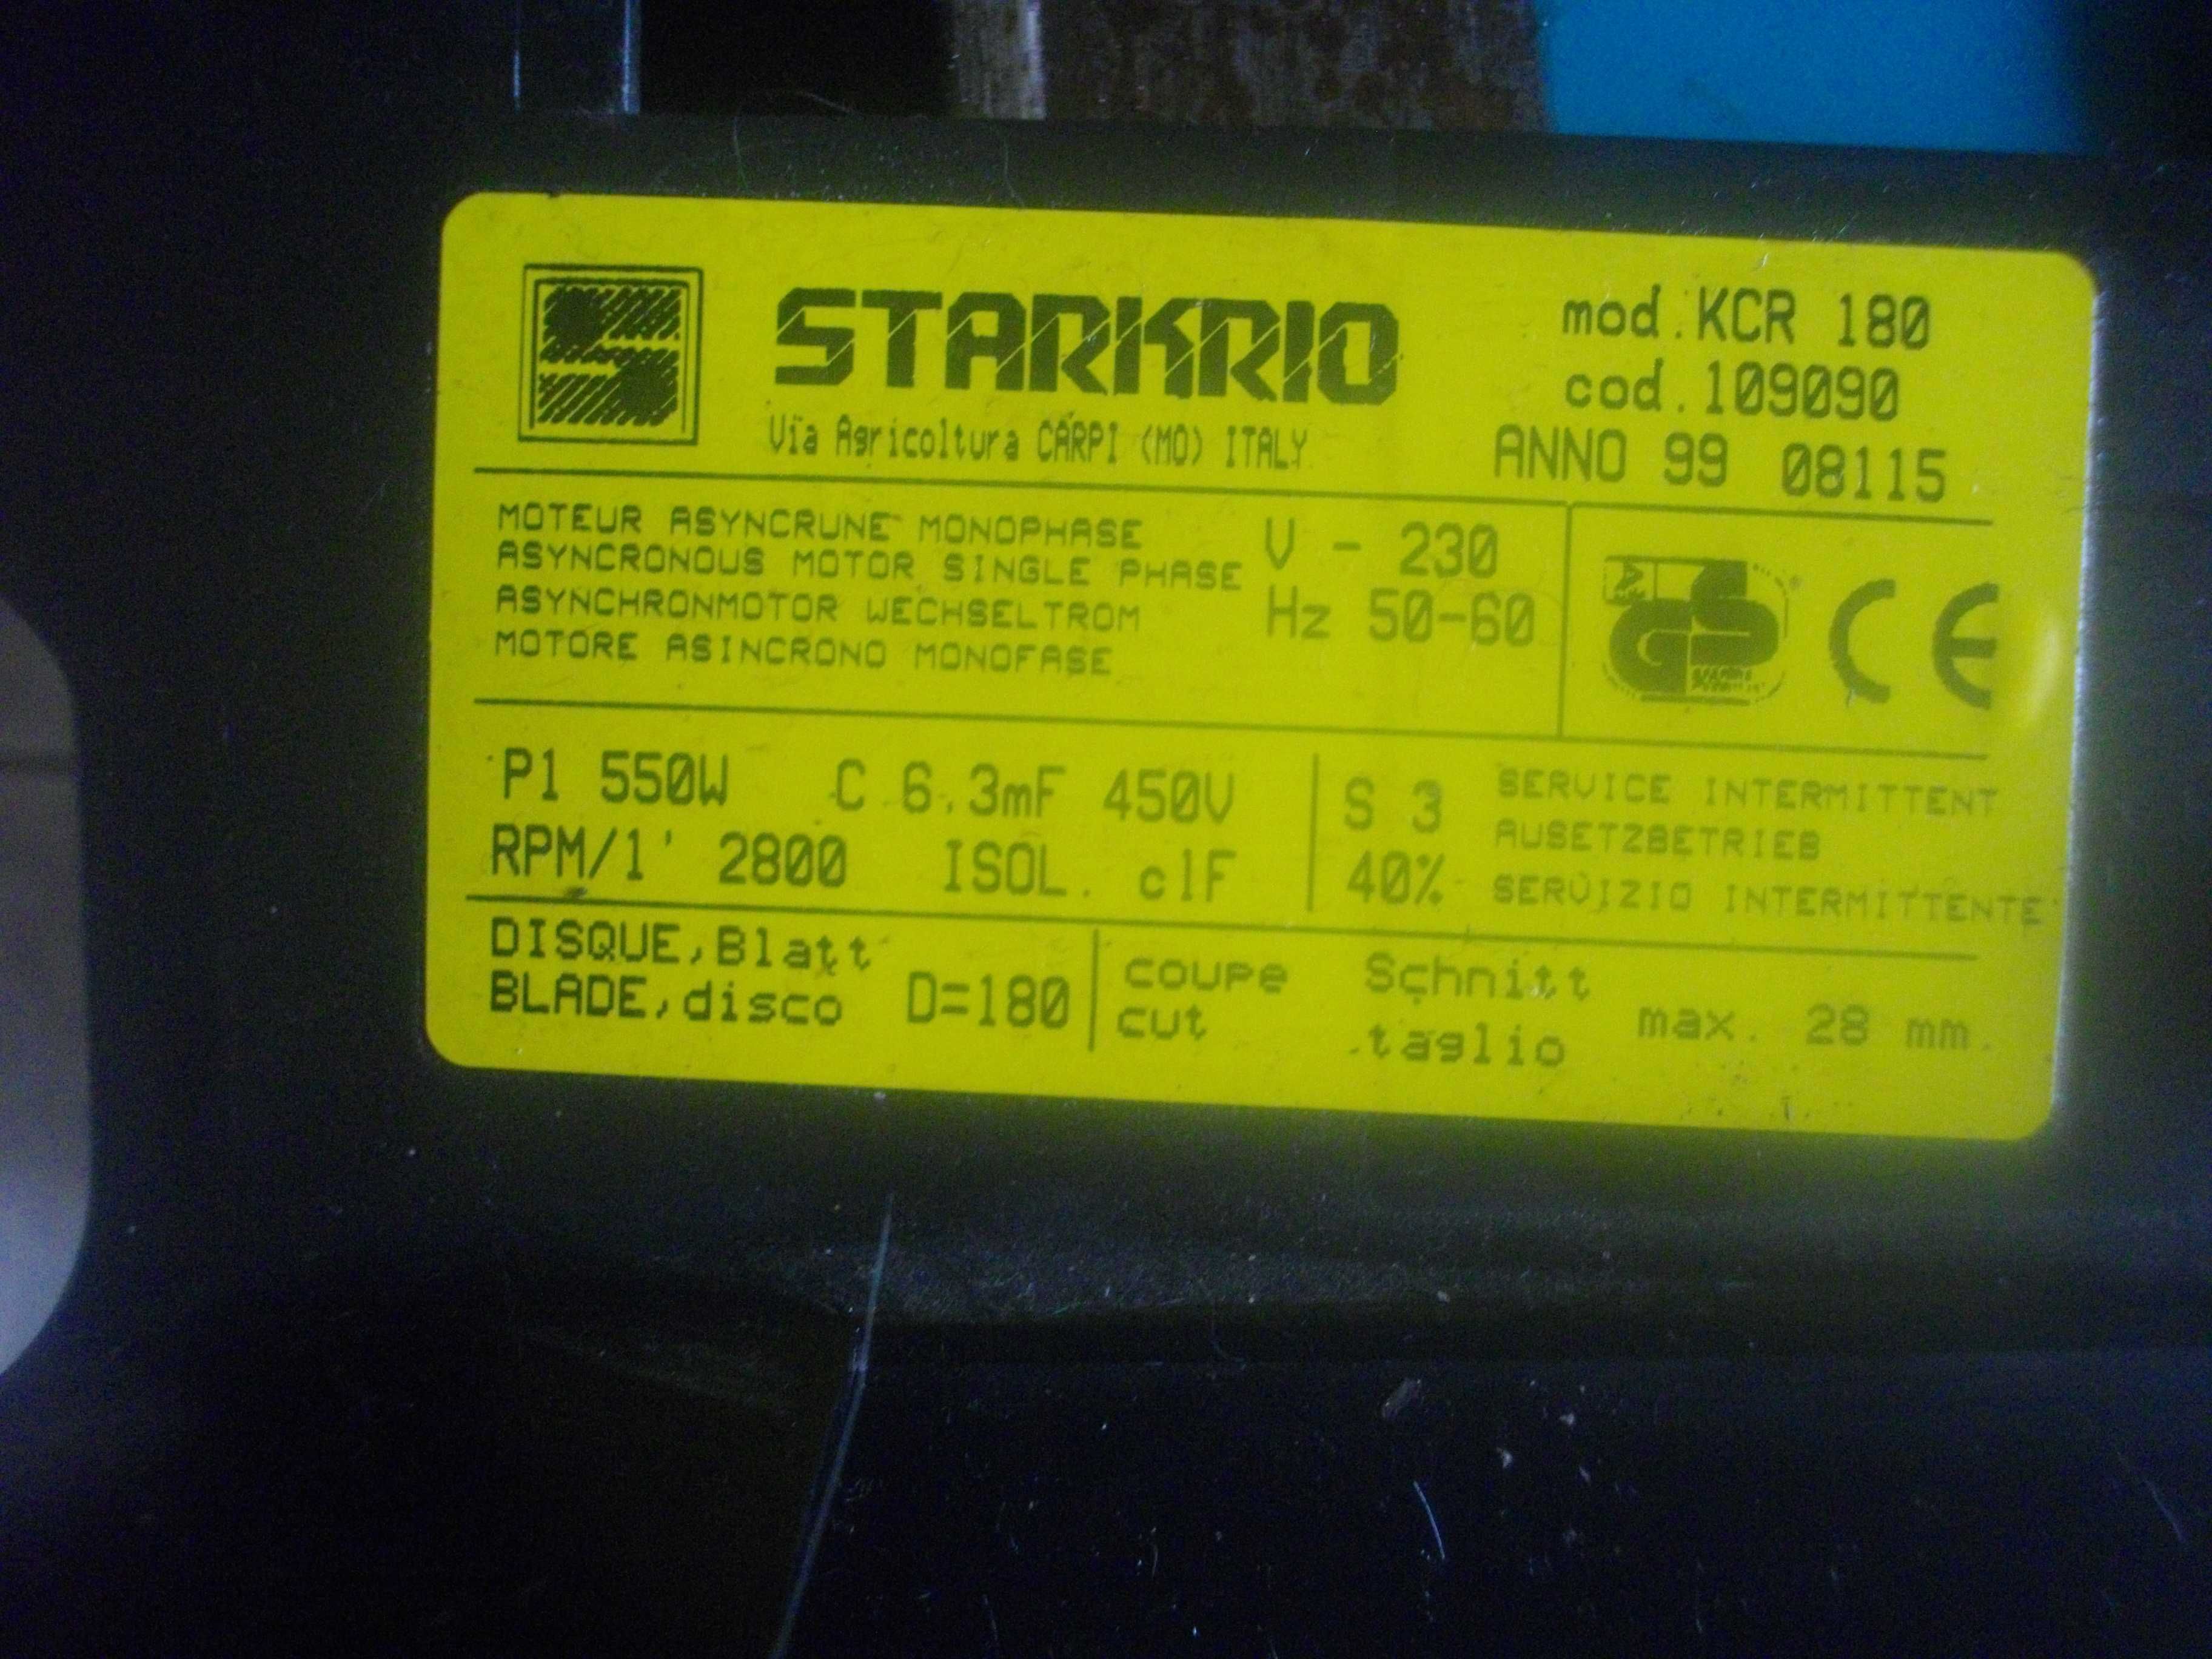 STARKRIO
Via Agricoltura CARPI (MO) ITALY
mod.KCR 180
cod.109090
ANNO 99 08115
MOTEUR ASYNCRUNE MONOPHASE
ASYNCRONOUS MOTOR SINGLE PHASE
ASYNCHRONMOTOR WECHSELTROM
MOTORE ASINCRONO MONOFASE
V - 230
Hz 50-60
GS
CE
P1 550W C 6.3mF 450V
RPM/1' 2800 ISOL. clF
S 3
40%
SERVICE INTERMITTENT
AUSETZBETRIEB
SERVIZIO INTERMITTENTE
DISQUE,Blatt
BLADE,disco
D=180
coupe Schnitt
cut taglio
max. 28 mm.